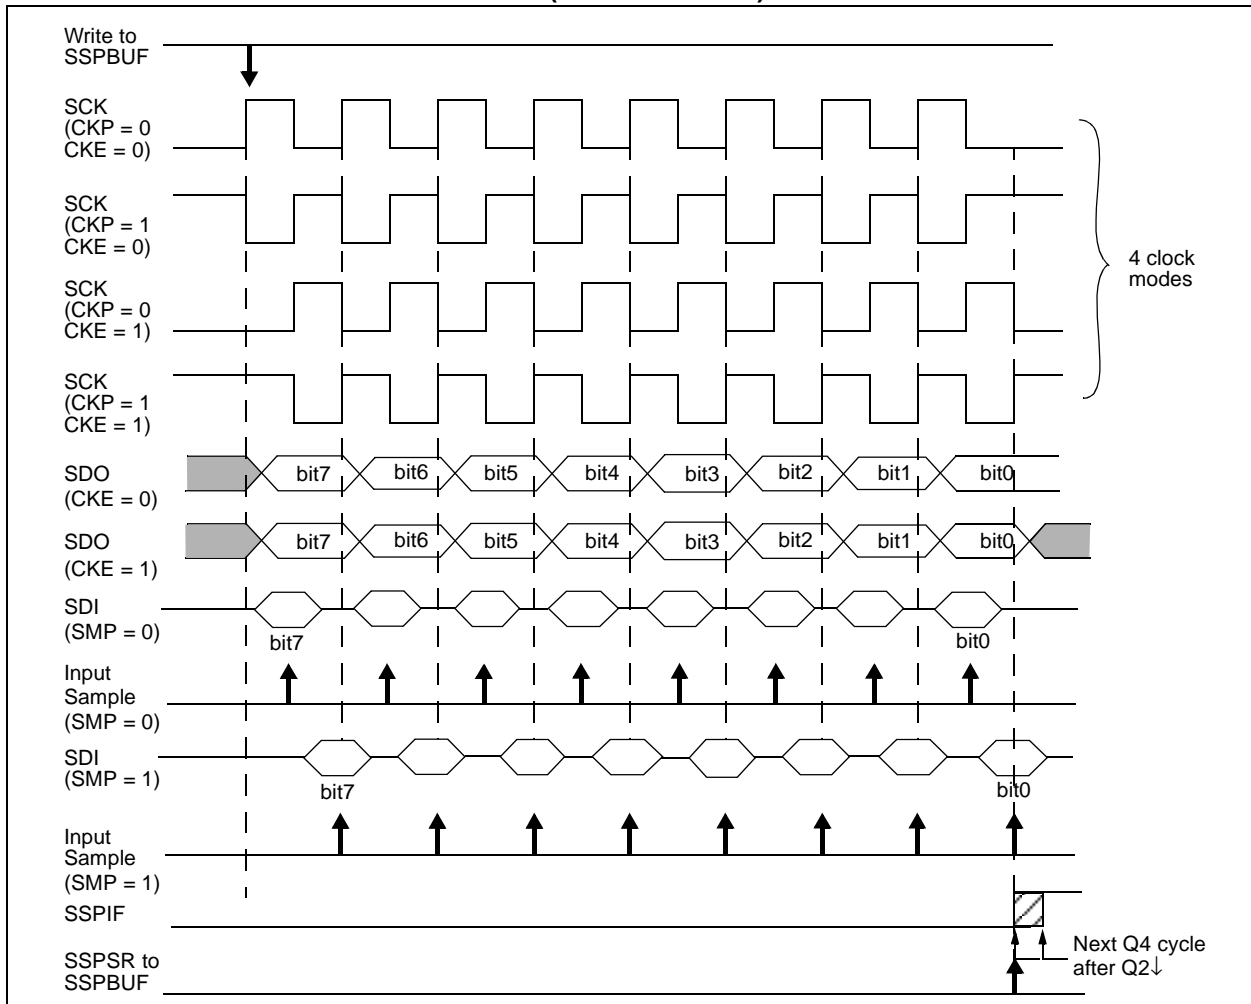 Write to
SSPBUF
SCK
(CKP = 0
CKE = 0)
SCK
(CKP = 1
CKE = 0)
4 clock
modes
SCK
(CKP = 0
CKE = 1)
SCK
(CKP = 1
CKE = 1)
SDO
(CKE = 0)
bit7 bit6 bit5 bit4 bit3 bit2 bit1 bit0
SDO
(CKE = 1)
bit7 bit6 bit5 bit4 bit3 bit2 bit1 bit0
SDI
(SMP = 0)
bit7 bit0
Input
Sample
(SMP = 0)
SDI
(SMP = 1)
bit7 bit0
Input
Sample
(SMP = 1)
SSPIF
Next Q4 cycle
after Q2↓
SSPSR to
SSPBUF